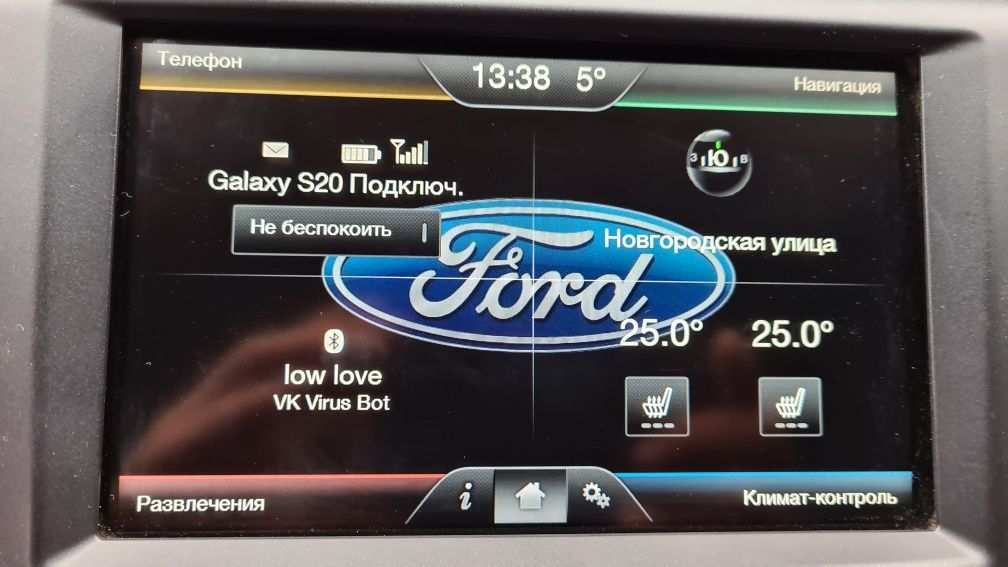 Телефон
13:38 5°
Навигация
Galaxy S20 Подключ.
Не беспокоить
З Ю В
Новгородская улица
Ford
25.0° 25.0°
low love
VK Virus Bot
Развлечения
i
Климат-контроль